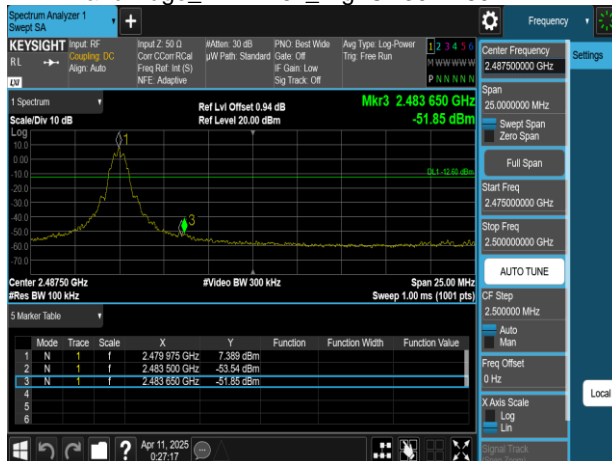 Spectrum Analyzer 1
Swept SA
+
Frequency
KEYSIGHT
RL
LXI
Input: RF
Coupling: DC
Align: Auto
Input Z: 50 Ω
Corr CCorr RCal
Freq Ref: Int (S)
NFE: Adaptive
#Atten: 30 dB
µW Path: Standard
PNO: Best Wide
Gate: Off
IF Gain: Low
Sig Track: Off
Avg Type: Log-Power
Trig: Free Run
1 2 3 4 5 6
M W W W W W
P N N N N N
Center Frequency
2.487500000 GHz
Settings
1 Spectrum
Scale/Div 10 dB
Ref Lvl Offset 0.94 dB
Ref Level 20.00 dBm
Mkr3 2.483 650 GHz
-51.85 dBm
Log
10.0
0.00
-10.0
-20.0
-30.0
-40.0
-50.0
-60.0
-70.0
1
3
DL1 -12.60 dBm
Span
25.0000000 MHz
Swept Span
Zero Span
Full Span
Start Freq
2.475000000 GHz
Stop Freq
2.500000000 GHz
AUTO TUNE
Center 2.48750 GHz
#Res BW 100 kHz
#Video BW 300 kHz
Span 25.00 MHz
Sweep 1.00 ms (1001 pts)
CF Step
2.500000 MHz
Auto
Man
5 Marker Table
Mode Trace Scale X Y Function Function Width Function Value
1 N 1 f 2.479 975 GHz 7.389 dBm
2 N 1 f 2.483 500 GHz -53.54 dBm
3 N 1 f 2.483 650 GHz -51.85 dBm
4
5
6
Freq Offset
0 Hz
X Axis Scale
Log
Lin
Local
Signal Track
?
Apr 11, 2025
0:27:17